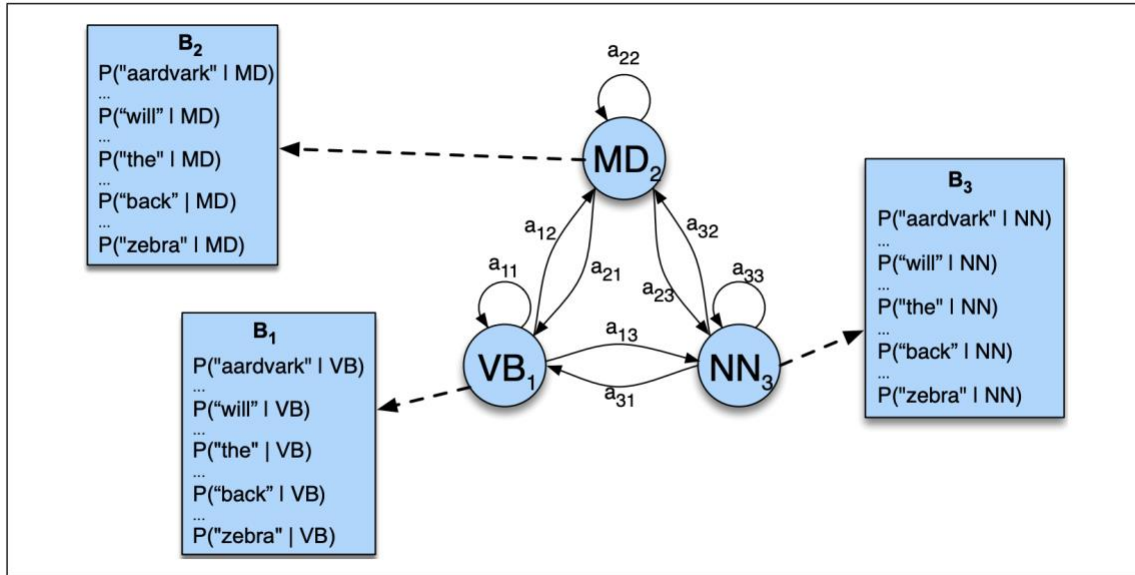 B₂
P("aardvark" | MD)
...
P(“will” | MD)
...
P("the" | MD)
...
P(“back” | MD)
...
P("zebra" | MD)
a₂₂
MD₂
B₃
P("aardvark" | NN)
...
P(“will” | NN)
...
P("the" | NN)
...
P(“back” | NN)
...
P("zebra" | NN)
a₁₂
a₃₂
a₁₁
a₂₁
a₂₃
a₃₃
B₁
P("aardvark" | VB)
...
P(“will” | VB)
...
P("the" | VB)
...
P(“back” | VB)
...
P("zebra" | VB)
a₁₃
VB₁
NN₃
a₃₁